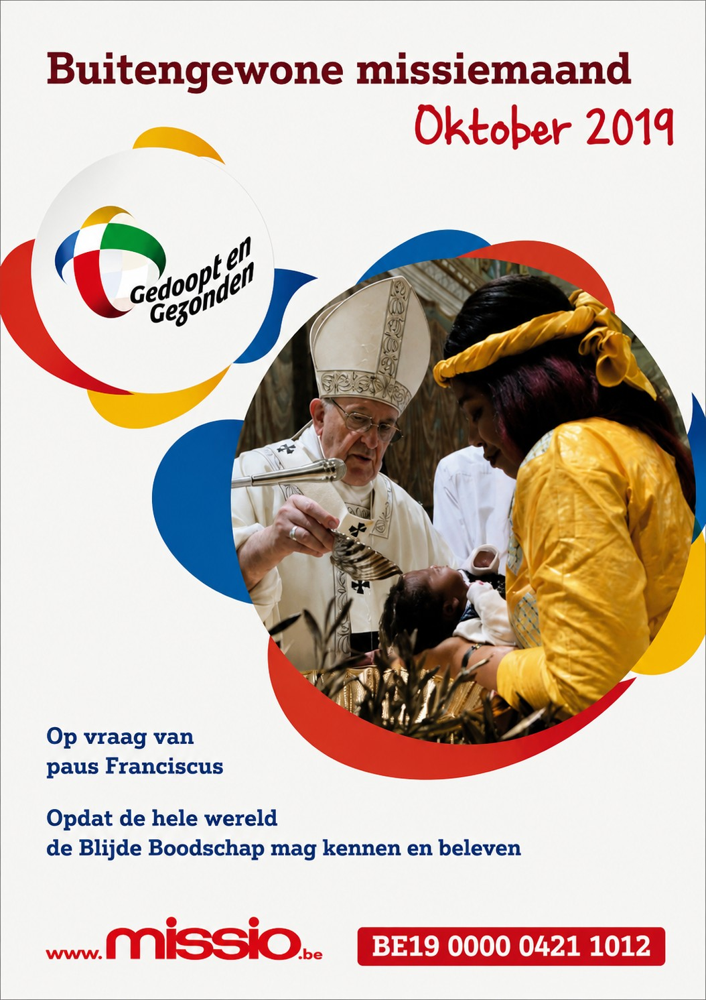 Buitengewone missiemaand
Oktober 2019
Gedoopt en
Gezonden
Op vraag van
paus Franciscus
Opdat de hele wereld
de Blijde Boodschap mag kennen en beleven
www.missio.be
BE19 0000 0421 1012